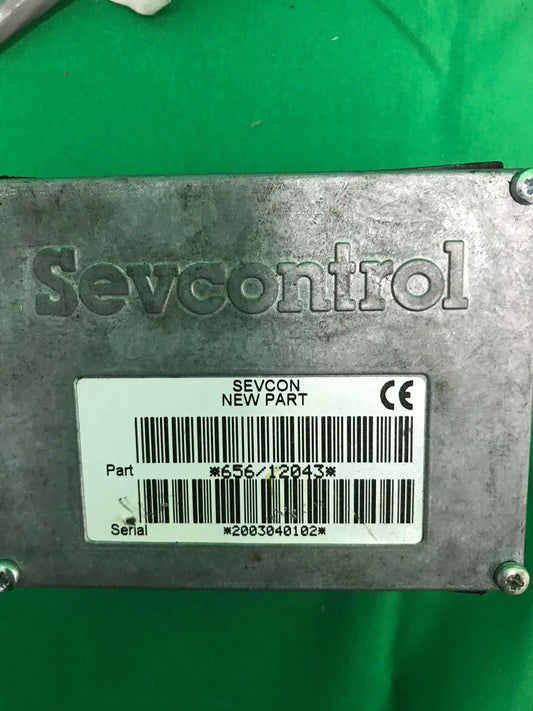 Sevcontrol
SEVCON
NEW PART
CE
Part *656/12043*
Serial *2003040102*